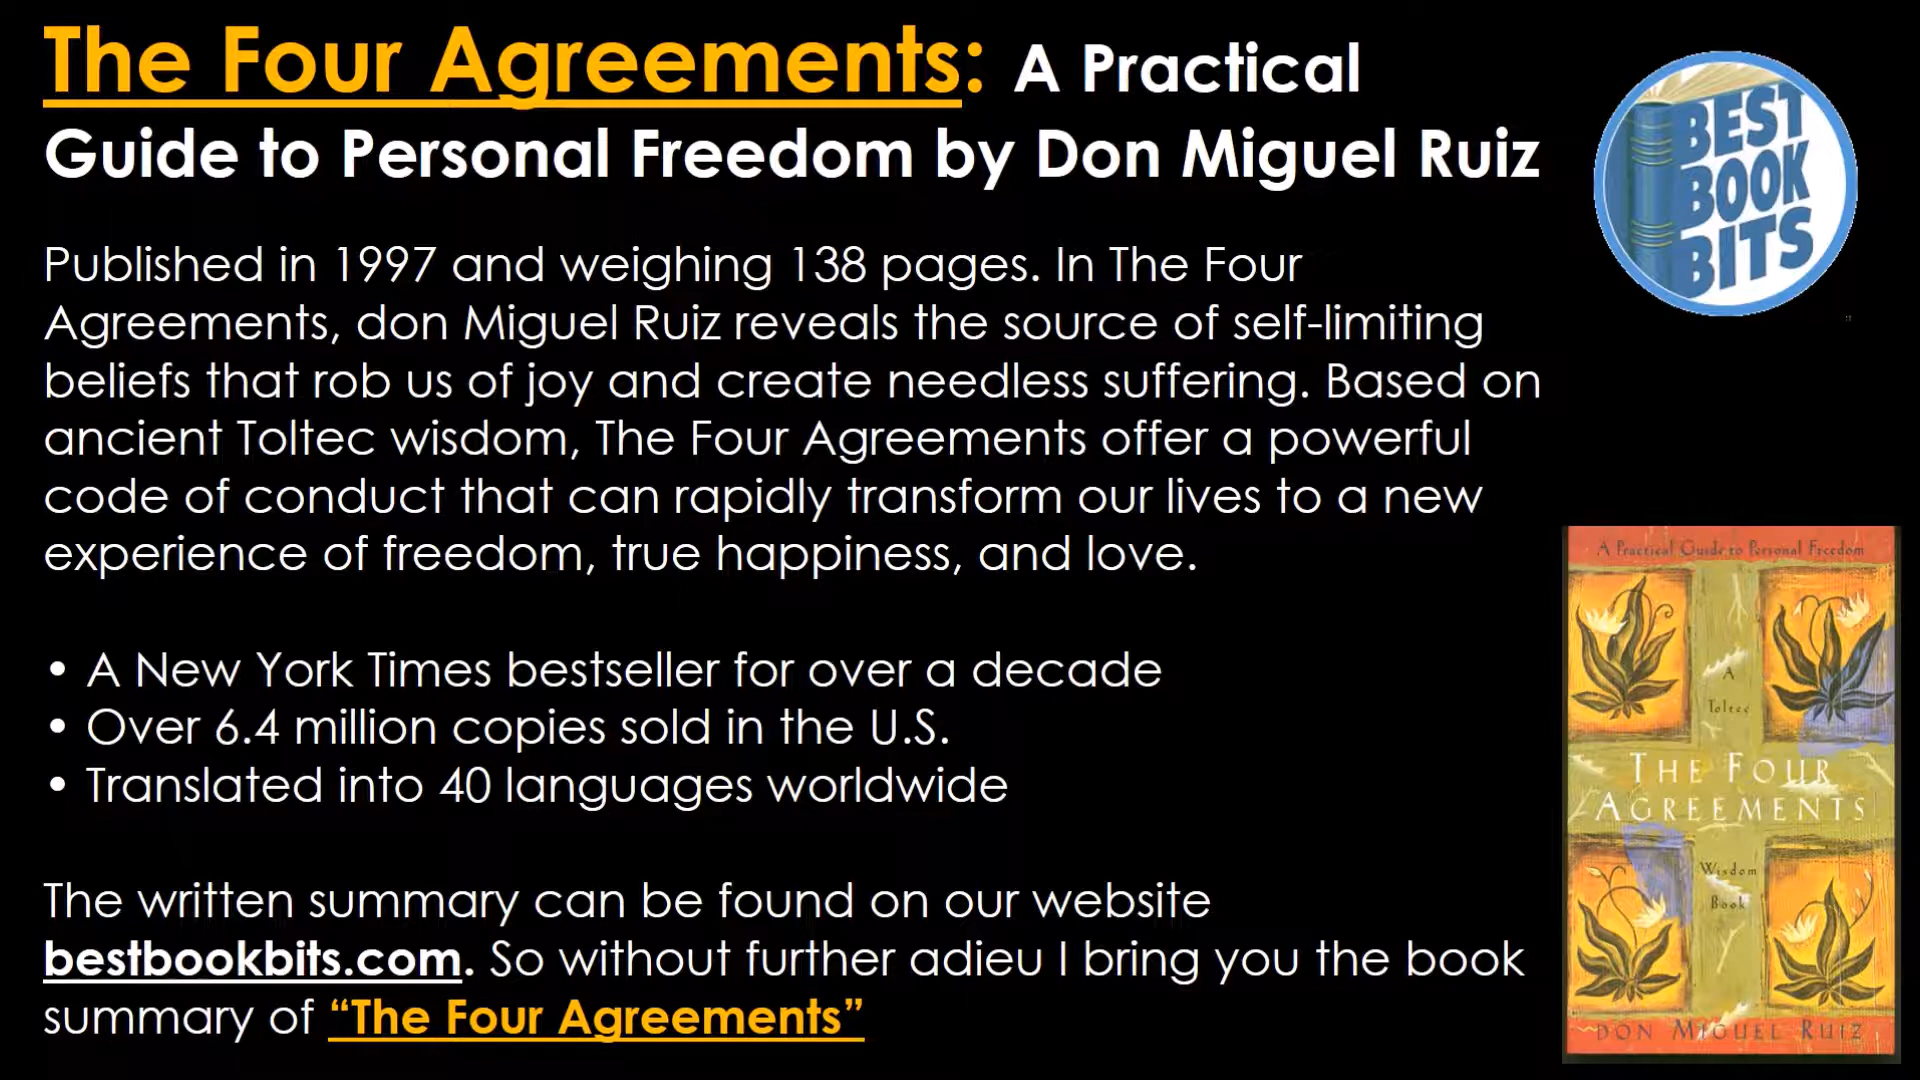 The Four Agreements: A Practical
Guide to Personal Freedom by Don Miguel Ruiz
BEST
BOOK
BITS
Published in 1997 and weighing 138 pages. In The Four
Agreements, don Miguel Ruiz reveals the source of self-limiting
beliefs that rob us of joy and create needless suffering. Based on
ancient Toltec wisdom, The Four Agreements offer a powerful
code of conduct that can rapidly transform our lives to a new
experience of freedom, true happiness, and love.
• A New York Times bestseller for over a decade
• Over 6.4 million copies sold in the U.S.
• Translated into 40 languages worldwide
The written summary can be found on our website
bestbookbits.com. So without further adieu I bring you the book
summary of “The Four Agreements”
A Practical Guide to Personal Freedom
A
Toltec
THE FOUR
AGREEMENTS
Wisdom
Book
DON MIGUEL RUIZ